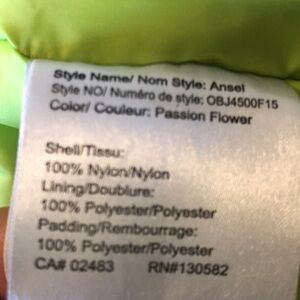 Style Name/ Nom Style: Ansel
Style NO/ Numéro de style: OBJ4500F15
Color/ Couleur: Passion Flower
Shell/Tissu:
100% Nylon/Nylon
Lining/Doublure:
100% Polyester/Polyester
Padding/Rembourrage:
100% Polyester/Polyester
CA# 02483 RN#130582